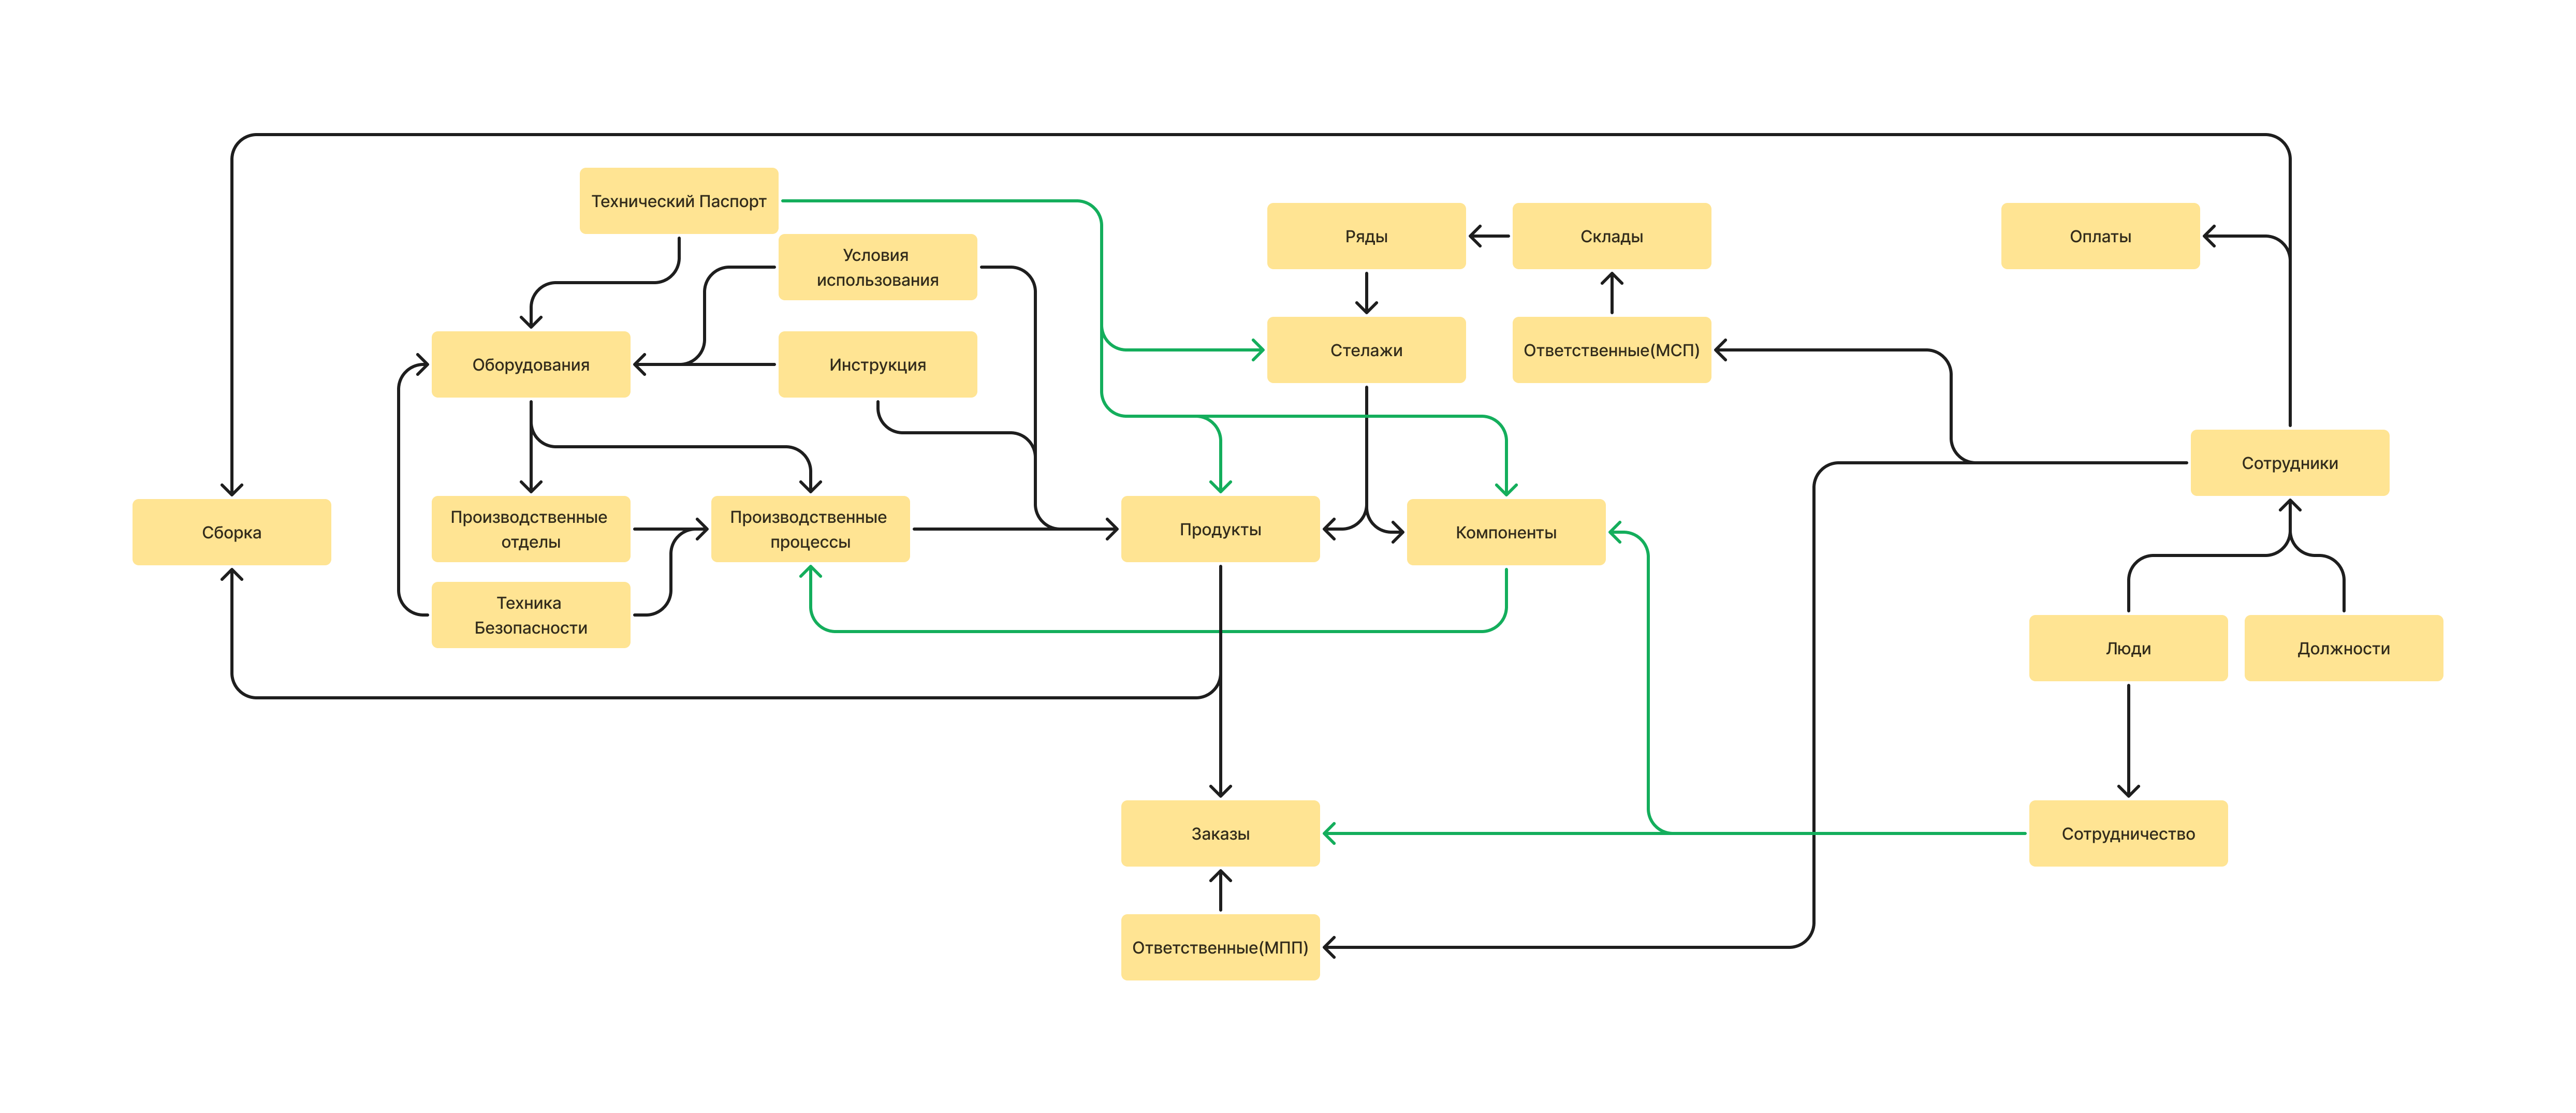 Технический Паспорт
Условия
использования
Ряды
Склады
Оплаты
Оборудования
Инструкция
Стелажи
Ответственные(МСП)
Сотрудники
Сборка
Производственные
отделы
Производственные
процессы
Продукты
Компоненты
Техника
Безопасности
Люди
Должности
Заказы
Сотрудничество
Ответственные(МПП)